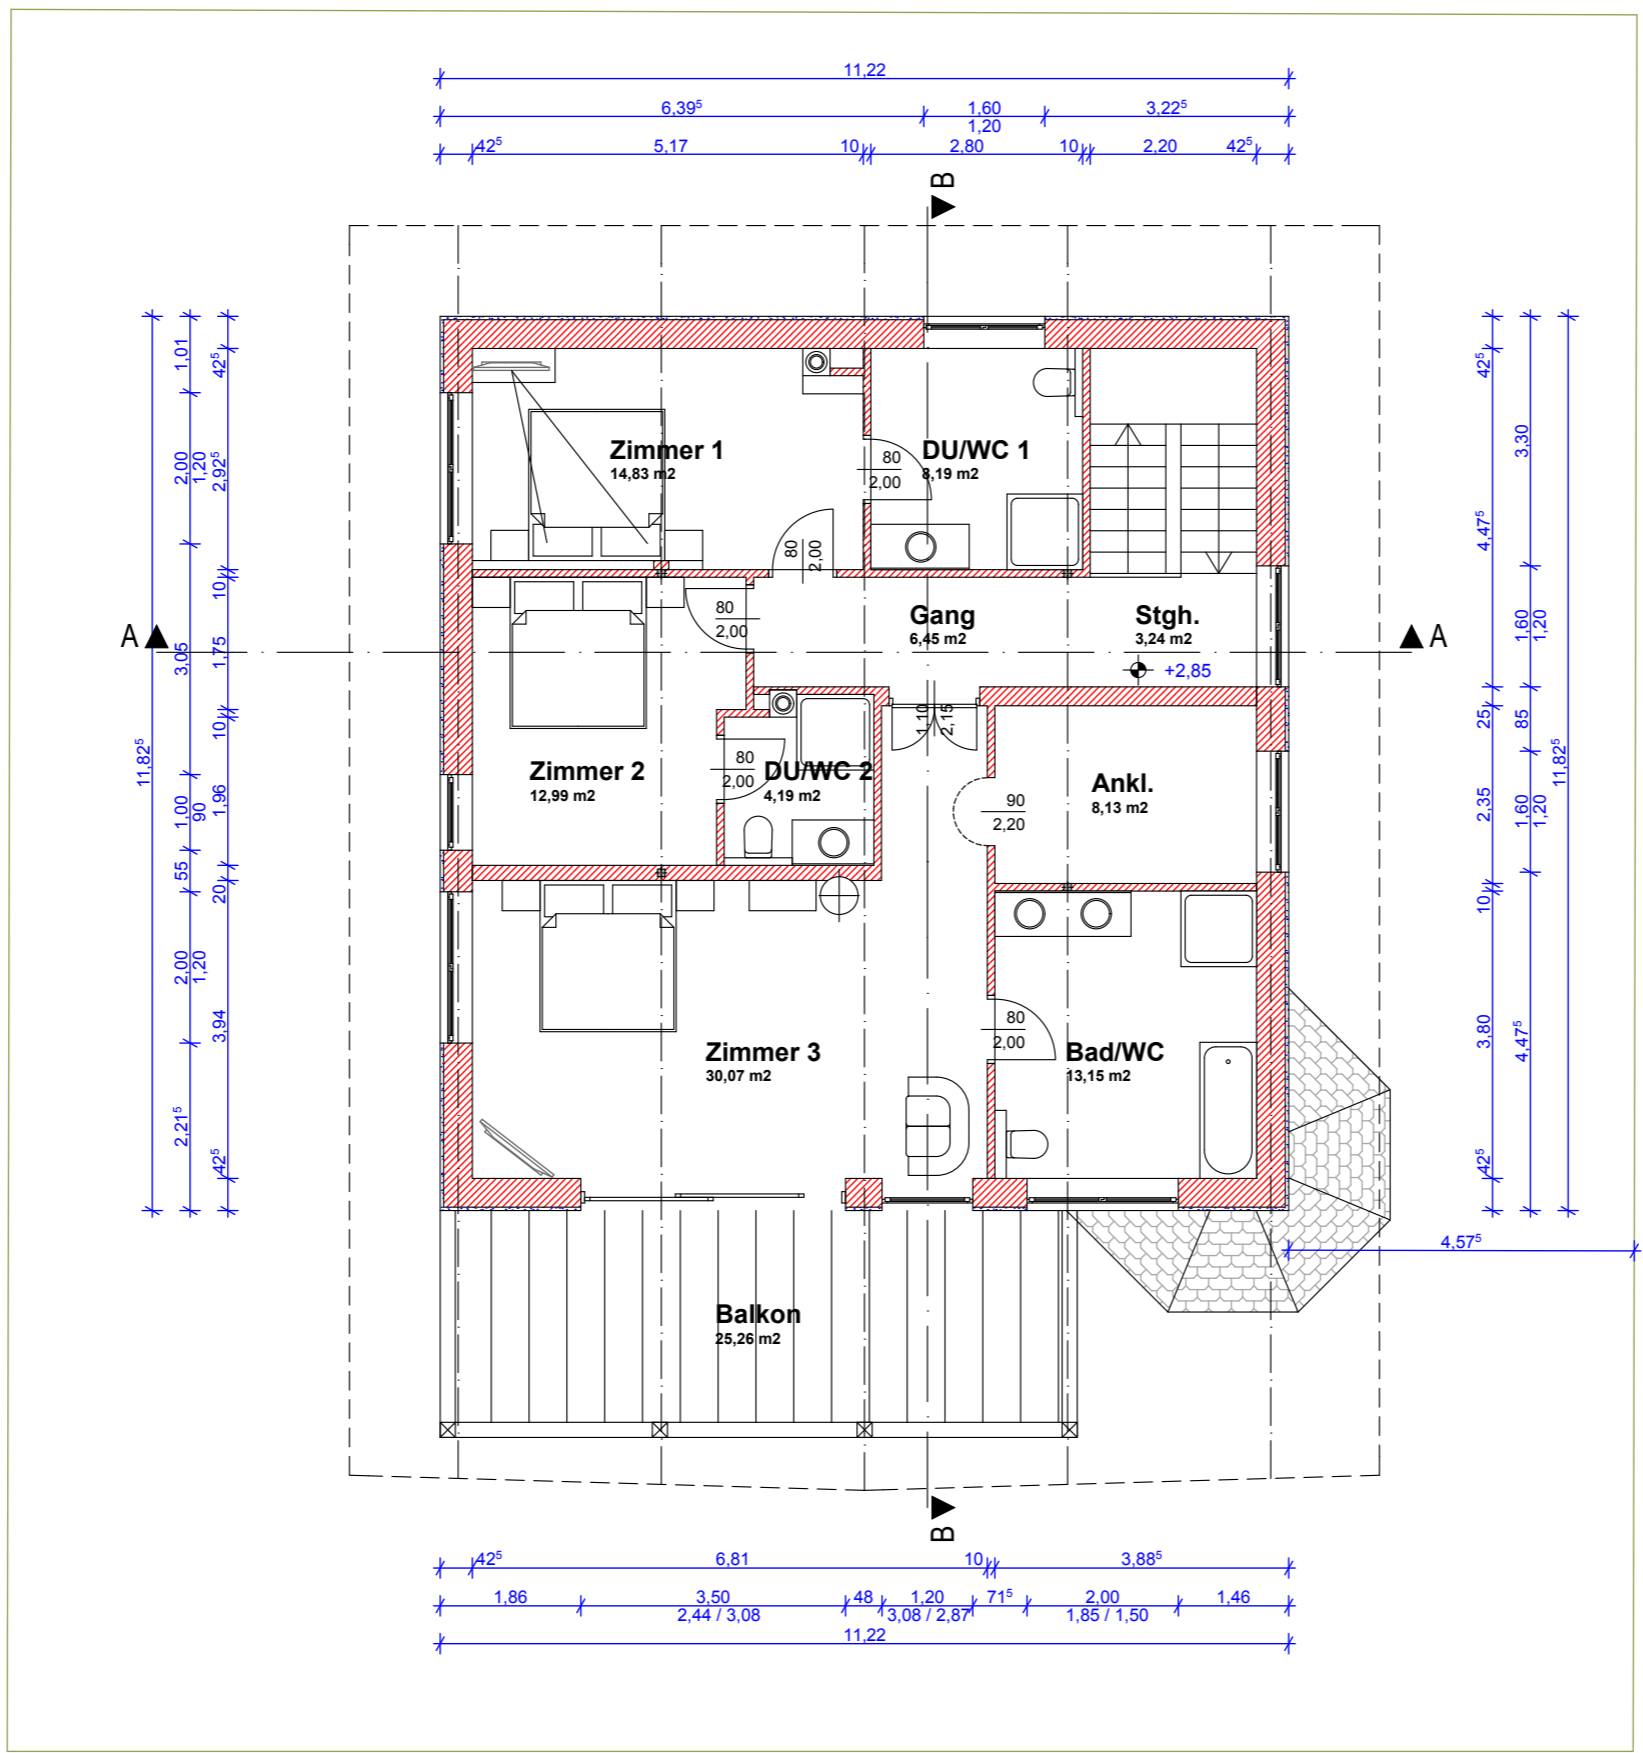 11,22
6,39⁵ 1,60 3,22⁵
1,20
42⁵ 5,17 10 2,80 10 2,20 42⁵
B
1,01
42⁵
2,00
1,20
2,92⁵
10
3,05
1,75
10
11,82⁵
1,00
90
1,96
55
20
2,00
1,20
3,94
2,21⁵
42⁵
A
Zimmer 1
14,83 m2
80
2,00
DU/WC 1
8,19 m2
80
2,00
80
2,00
Gang
6,45 m2
Stgh.
3,24 m2
+2,85
A
1,10
2,15
Zimmer 2
12,99 m2
80
2,00
DU/WC 2
4,19 m2
90
2,20
Ankl.
8,13 m2
Zimmer 3
30,07 m2
80
2,00
Bad/WC
13,15 m2
Balkon
25,26 m2
42⁵
3,30
4,47⁵
1,60
1,20
25
85
11,82⁵
2,35
1,60
1,20
10
3,80
4,47⁵
42⁵
4,57⁵
B
42⁵ 6,81 10 3,88⁵
1,86 3,50 48 1,20 71⁵ 2,00 1,46
2,44 / 3,08 3,08 / 2,87 1,85 / 1,50
11,22